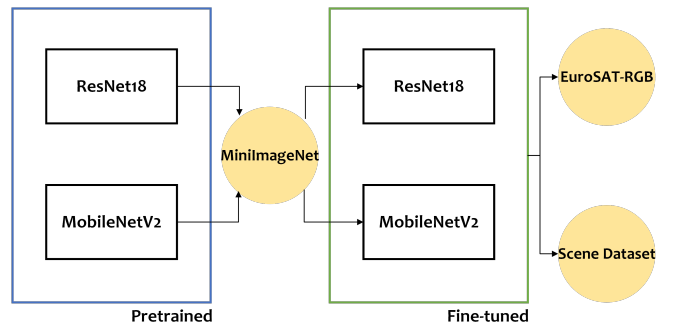 ResNet18
MobileNetV2
Pretrained
MiniImageNet
ResNet18
MobileNetV2
Fine-tuned
EuroSAT-RGB
Scene Dataset